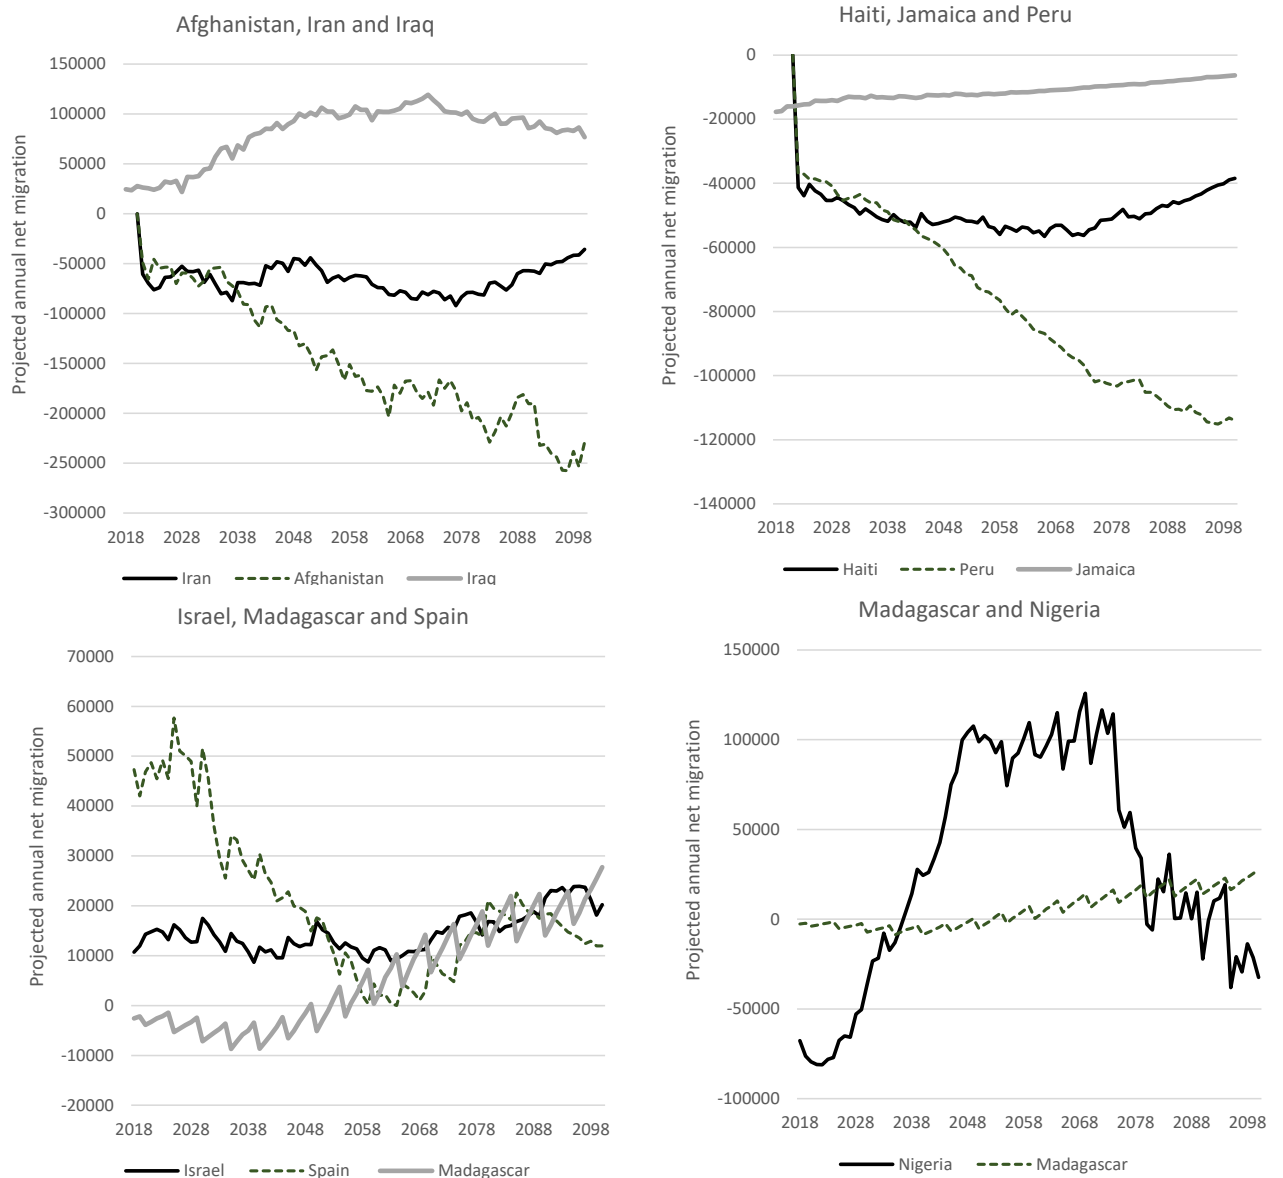 Afghanistan, Iran and Iraq
Projected annual net migration
150000
100000
50000
0
-50000
-100000
-150000
-200000
-250000
-300000
2018 2028 2038 2048 2058 2068 2078 2088 2098
Iran Afghanistan Iraq
Haiti, Jamaica and Peru
Projected annual net migration
0
-20000
-40000
-60000
-80000
-100000
-120000
-140000
2018 2028 2038 2048 2058 2068 2078 2088 2098
Haiti Peru Jamaica
Israel, Madagascar and Spain
Projected annual net migration
70000
60000
50000
40000
30000
20000
10000
0
-10000
-20000
2018 2028 2038 2048 2058 2068 2078 2088 2098
Israel Spain Madagascar
Madagascar and Nigeria
Projected annual net migration
150000
100000
50000
0
-50000
-100000
2018 2028 2038 2048 2058 2068 2078 2088 2098
Nigeria Madagascar